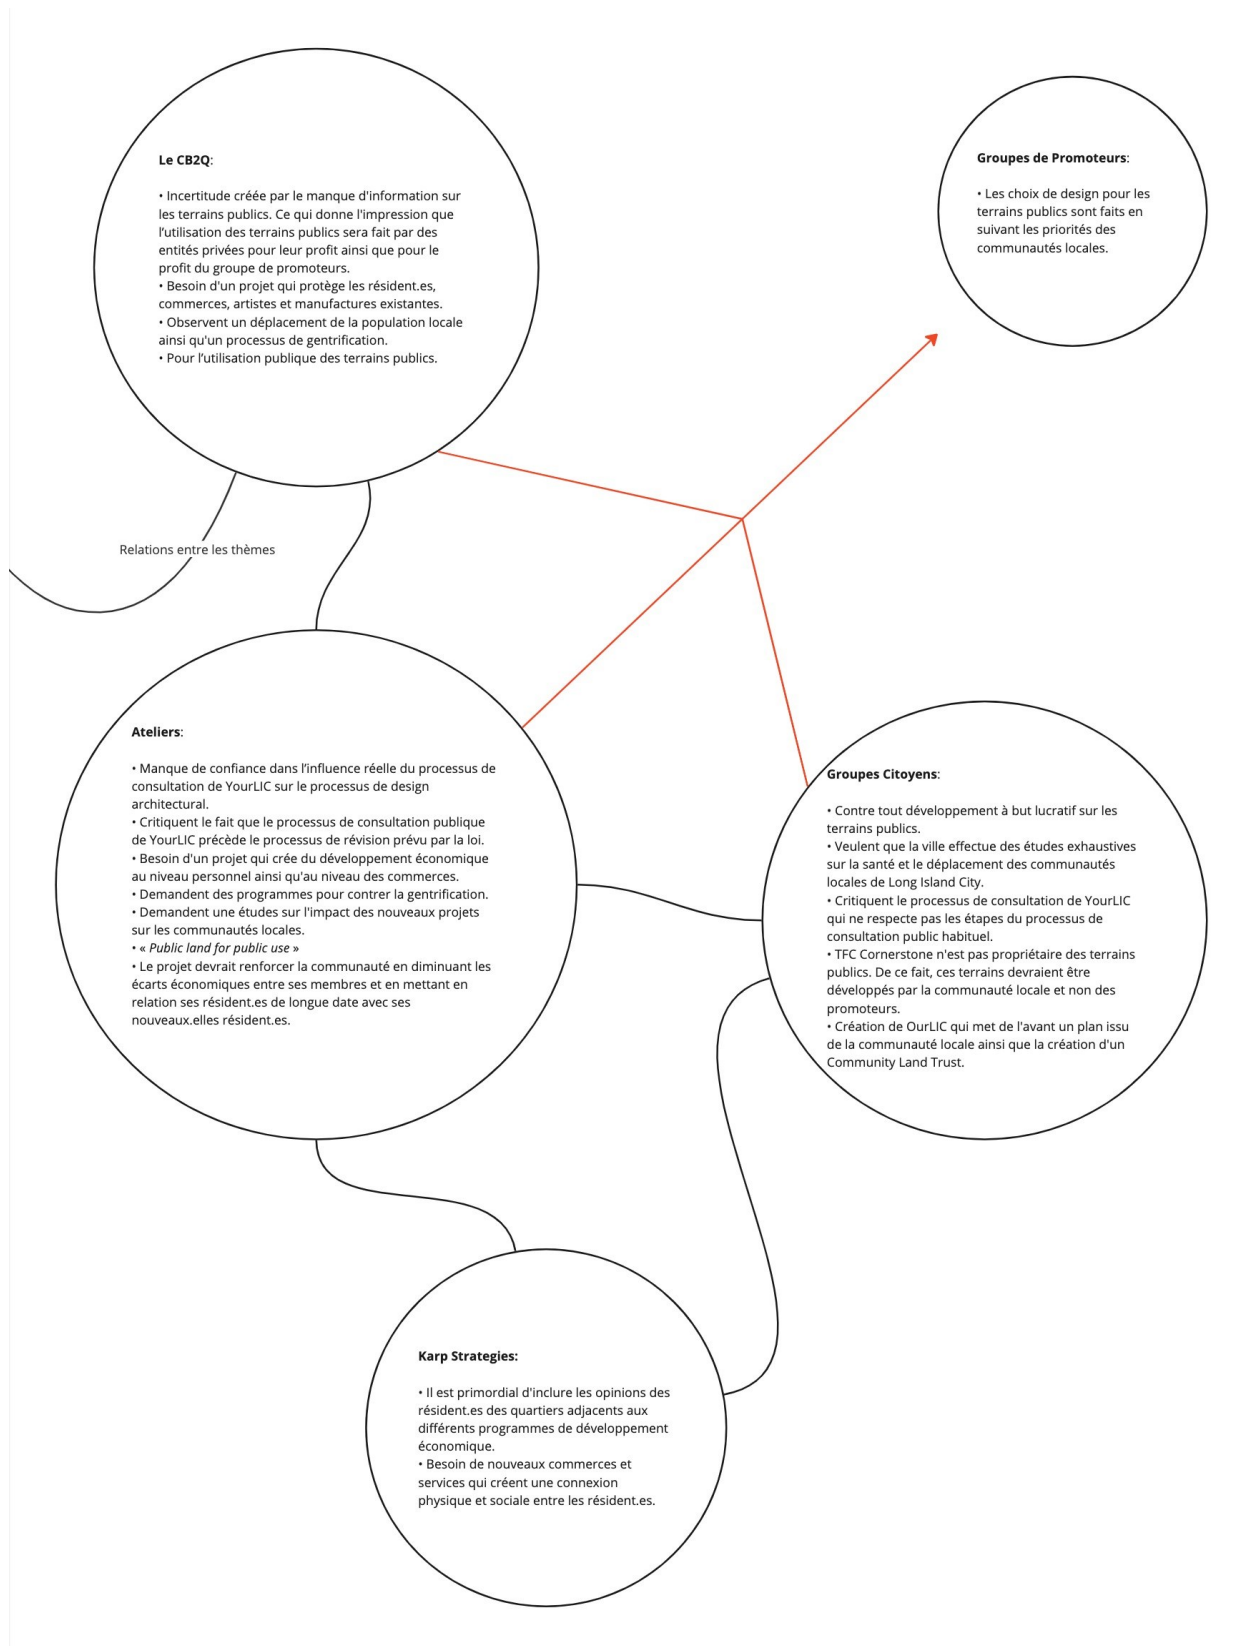 Le CB2Q:
• Incertitude créée par le manque d'information sur
les terrains publics. Ce qui donne l'impression que
l'utilisation des terrains publics sera fait par des
entités privées pour leur profit ainsi que pour le
profit du groupe de promoteurs.
• Besoin d'un projet qui protège les résident.es,
commerces, artistes et manufactures existantes.
• Observent un déplacement de la population locale
ainsi qu'un processus de gentrification.
• Pour l'utilisation publique des terrains publics.
Groupes de Promoteurs:
• Les choix de design pour les
terrains publics sont faits en
suivant les priorités des
communautés locales.
Relations entre les thèmes
Ateliers:
• Manque de confiance dans l'influence réelle du processus de
consultation de YourLIC sur le processus de design
architectural.
• Critiquent le fait que le processus de consultation publique
de YourLIC précède le processus de révision prévu par la loi.
• Besoin d'un projet qui crée du développement économique
au niveau personnel ainsi qu'au niveau des commerces.
• Demandent des programmes pour contrer la gentrification.
• Demandent une études sur l'impact des nouveaux projets
sur les communautés locales.
• « Public land for public use »
• Le projet devrait renforcer la communauté en diminuant les
écarts économiques entre ses membres et en mettant en
relation ses résident.es de longue date avec ses
nouveaux.elles résident.es.
Groupes Citoyens:
• Contre tout développement à but lucratif sur les
terrains publics.
• Veulent que la ville effectue des études exhaustives
sur la santé et le déplacement des communautés
locales de Long Island City.
• Critiquent le processus de consultation de YourLIC
qui ne respecte pas les étapes du processus de
consultation public habituel.
• TFC Cornerstone n'est pas propriétaire des terrains
publics. De ce fait, ces terrains devraient être
développés par la communauté locale et non des
promoteurs.
• Création de OurLIC qui met de l'avant un plan issu
de la communauté locale ainsi que la création d'un
Community Land Trust.
Karp Strategies:
• Il est primordial d'inclure les opinions des
résident.es des quartiers adjacents aux
différents programmes de développement
économique.
• Besoin de nouveaux commerces et
services qui créent une connexion
physique et sociale entre les résident.es.